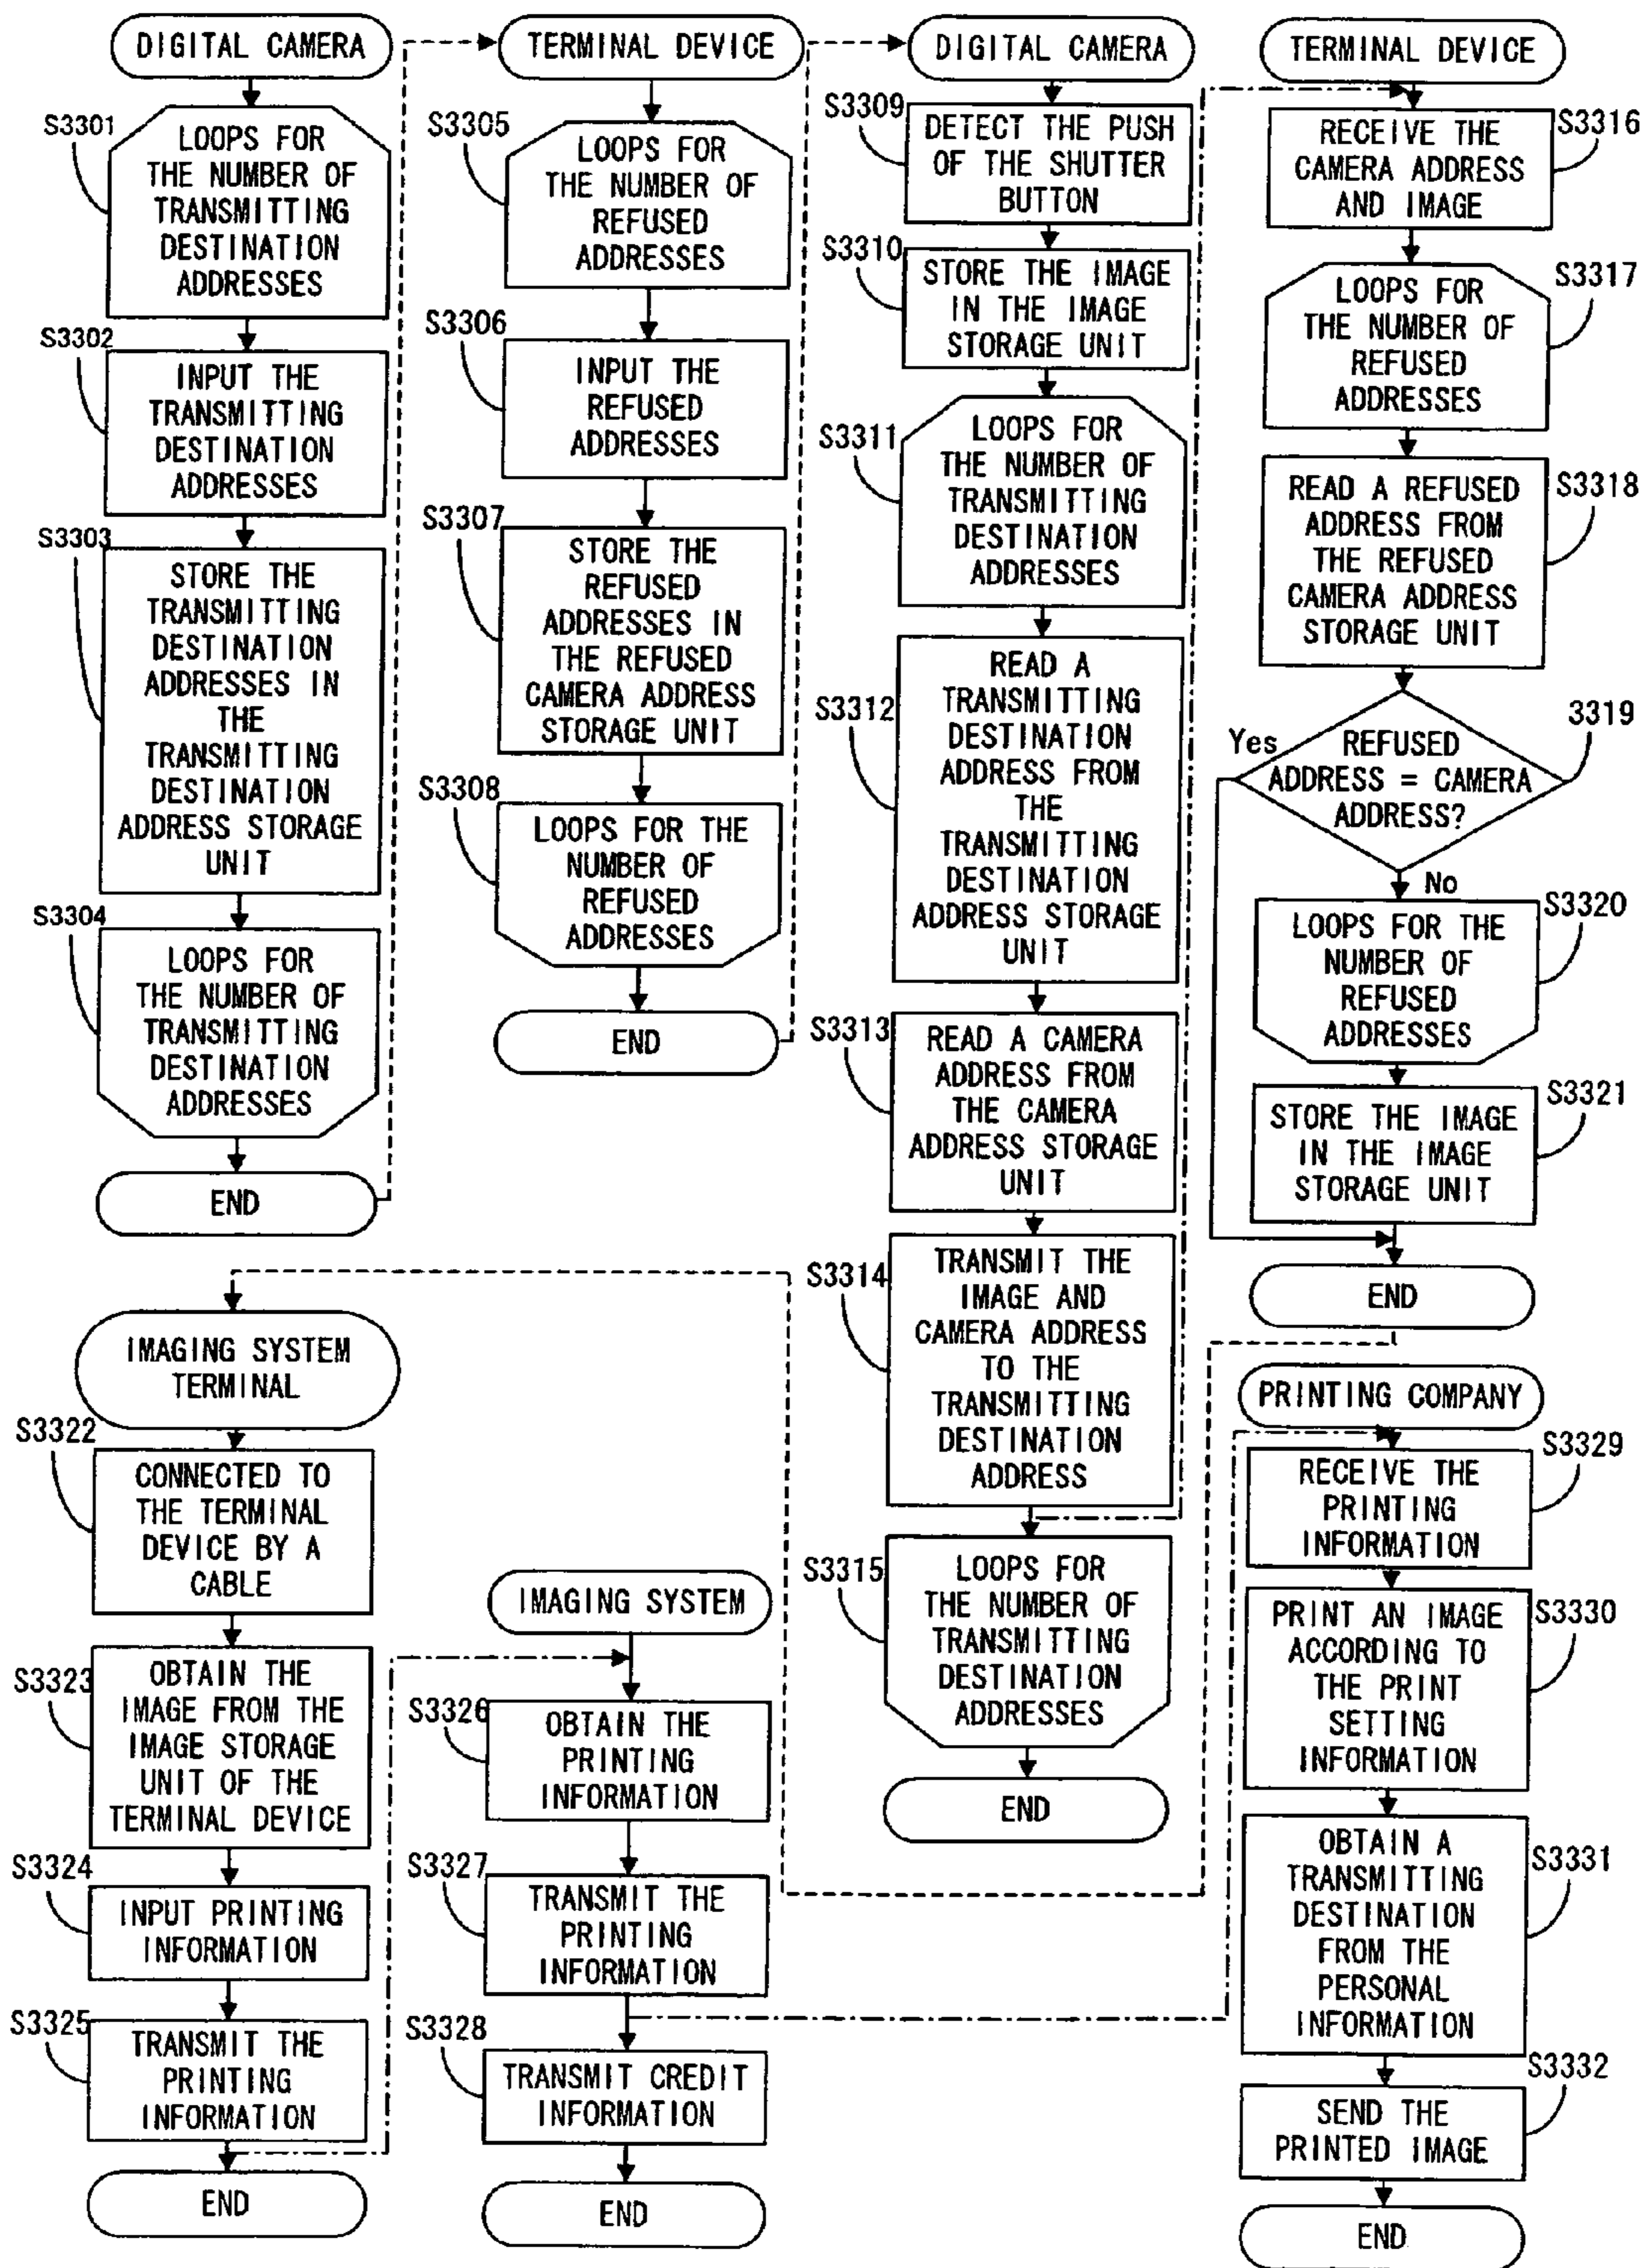 DIGITAL CAMERA
S3301
LOOPS FOR
THE NUMBER OF
TRANSMITTING
DESTINATION
ADDRESSES
S3302
INPUT THE
TRANSMITTING
DESTINATION
ADDRESSES
S3303
STORE THE
TRANSMITTING
DESTINATION
ADDRESSES IN
THE
TRANSMITTING
DESTINATION
ADDRESS STORAGE
UNIT
S3304
LOOPS FOR
THE NUMBER OF
TRANSMITTING
DESTINATION
ADDRESSES
END
TERMINAL DEVICE
S3305
LOOPS FOR
THE NUMBER OF
REFUSED
ADDRESSES
S3306
INPUT THE
REFUSED
ADDRESSES
S3307
STORE THE
REFUSED
ADDRESSES IN
THE REFUSED
CAMERA ADDRESS
STORAGE UNIT
S3308
LOOPS FOR THE
NUMBER OF
REFUSED
ADDRESSES
END
DIGITAL CAMERA
S3309
DETECT THE PUSH
OF THE SHUTTER
BUTTON
S3310
STORE THE IMAGE
IN THE IMAGE
STORAGE UNIT
S3311
LOOPS FOR
THE NUMBER OF
TRANSMITTING
DESTINATION
ADDRESSES
S3312
READ A
TRANSMITTING
DESTINATION
ADDRESS FROM
THE
TRANSMITTING
DESTINATION
ADDRESS STORAGE
UNIT
S3313
READ A CAMERA
ADDRESS FROM
THE CAMERA
ADDRESS STORAGE
UNIT
S3314
TRANSMIT THE
IMAGE AND
CAMERA ADDRESS
TO THE
TRANSMITTING
DESTINATION
ADDRESS
S3315
LOOPS FOR
THE NUMBER OF
TRANSMITTING
DESTINATION
ADDRESSES
END
TERMINAL DEVICE
S3316
RECEIVE THE
CAMERA ADDRESS
AND IMAGE
S3317
LOOPS FOR
THE NUMBER OF
REFUSED
ADDRESSES
S3318
READ A REFUSED
ADDRESS FROM
THE REFUSED
CAMERA ADDRESS
STORAGE UNIT
3319
Yes
REFUSED
ADDRESS = CAMERA
ADDRESS?
No
S3320
LOOPS FOR THE
NUMBER OF
REFUSED
ADDRESSES
S3321
STORE THE IMAGE
IN THE IMAGE
STORAGE UNIT
END
IMAGING SYSTEM
TERMINAL
S3322
CONNECTED TO
THE TERMINAL
DEVICE BY A
CABLE
S3323
OBTAIN THE
IMAGE FROM THE
IMAGE STORAGE
UNIT OF THE
TERMINAL DEVICE
S3324
INPUT PRINTING
INFORMATION
S3325
TRANSMIT THE
PRINTING
INFORMATION
END
IMAGING SYSTEM
S3326
OBTAIN THE
PRINTING
INFORMATION
S3327
TRANSMIT THE
PRINTING
INFORMATION
S3328
TRANSMIT CREDIT
INFORMATION
END
PRINTING COMPANY
S3329
RECEIVE THE
PRINTING
INFORMATION
S3330
PRINT AN IMAGE
ACCORDING TO
THE PRINT
SETTING
INFORMATION
S3331
OBTAIN A
TRANSMITTING
DESTINATION
FROM THE
PERSONAL
INFORMATION
S3332
SEND THE
PRINTED IMAGE
END